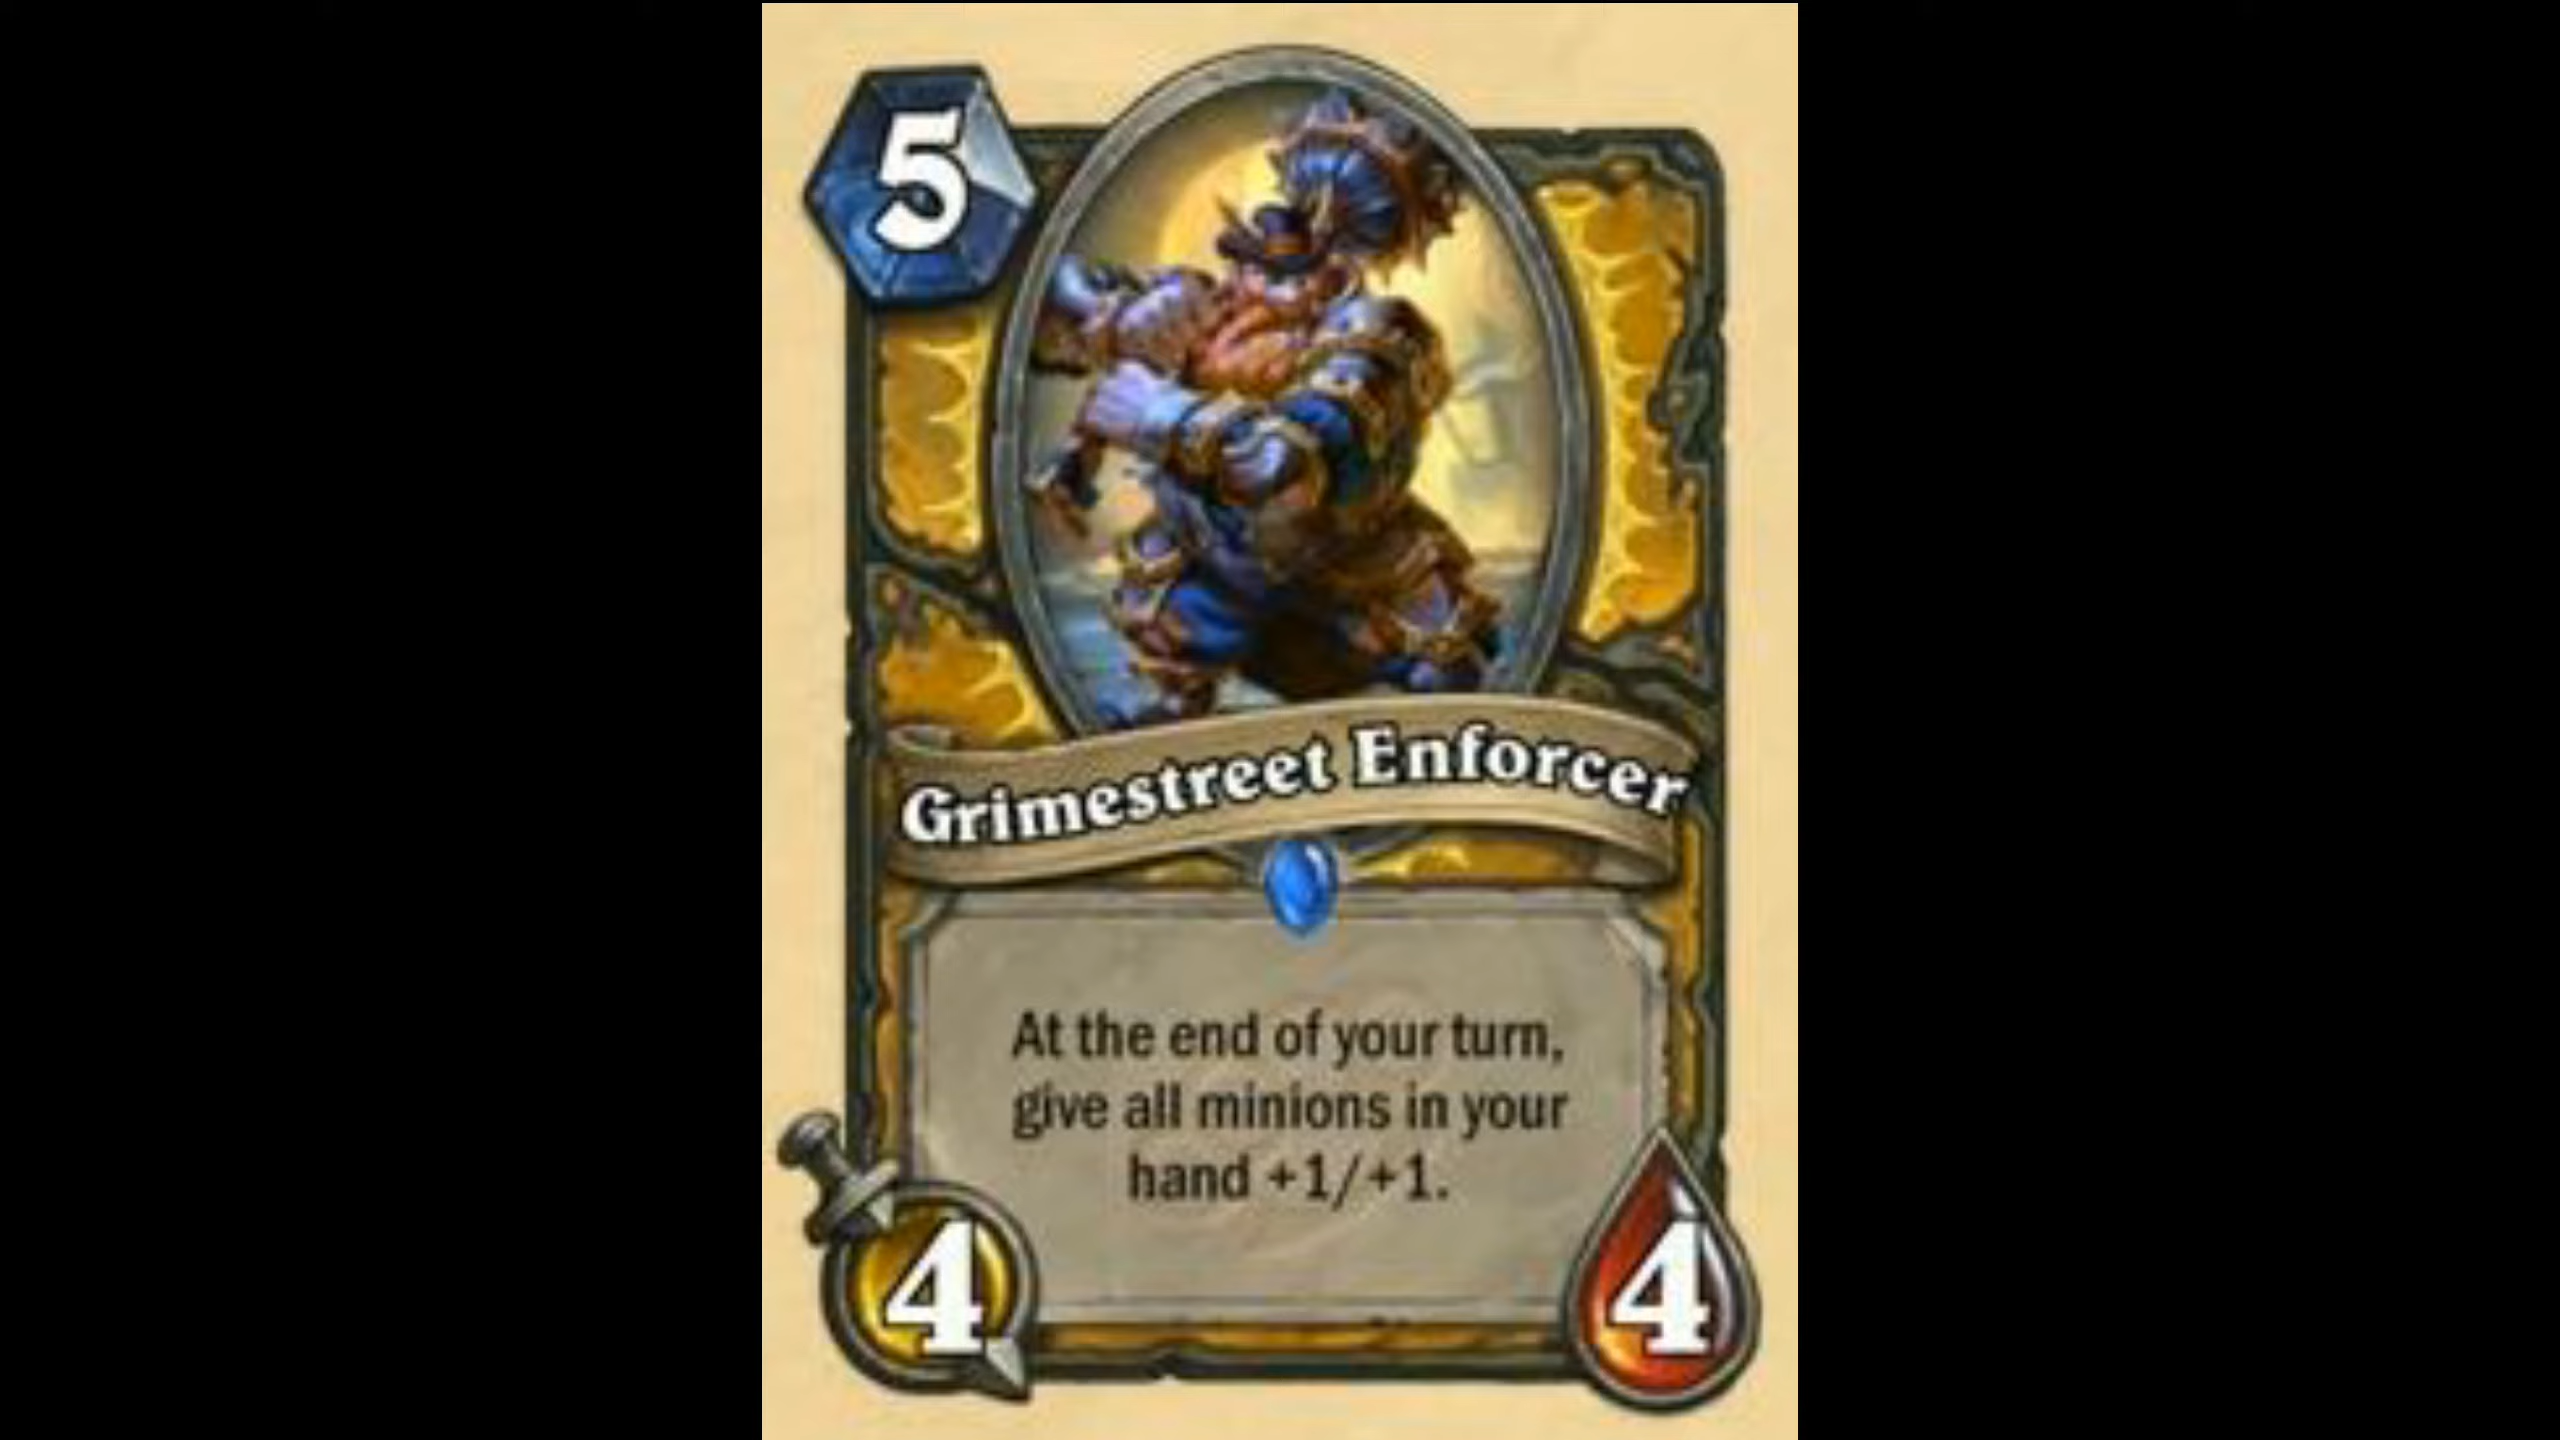 5
Grimestreet Enforcer
At the end of your turn,
give all minions in your
hand +1/+1.
4
4